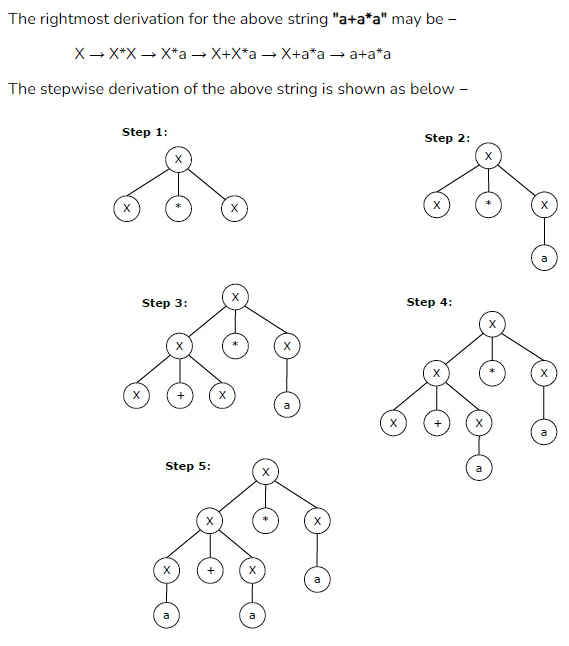 The rightmost derivation for the above string "a+a*a" may be –
X → X*X → X*a → X+X*a → X+a*a → a+a*a
The stepwise derivation of the above string is shown as below –
Step 1:
X
X * X
Step 2:
X
X * X
a
Step 3:
X
X * X
X + X a
Step 4:
X
X * X
X + X a
a
Step 5:
X
X * X
X + X a
a a